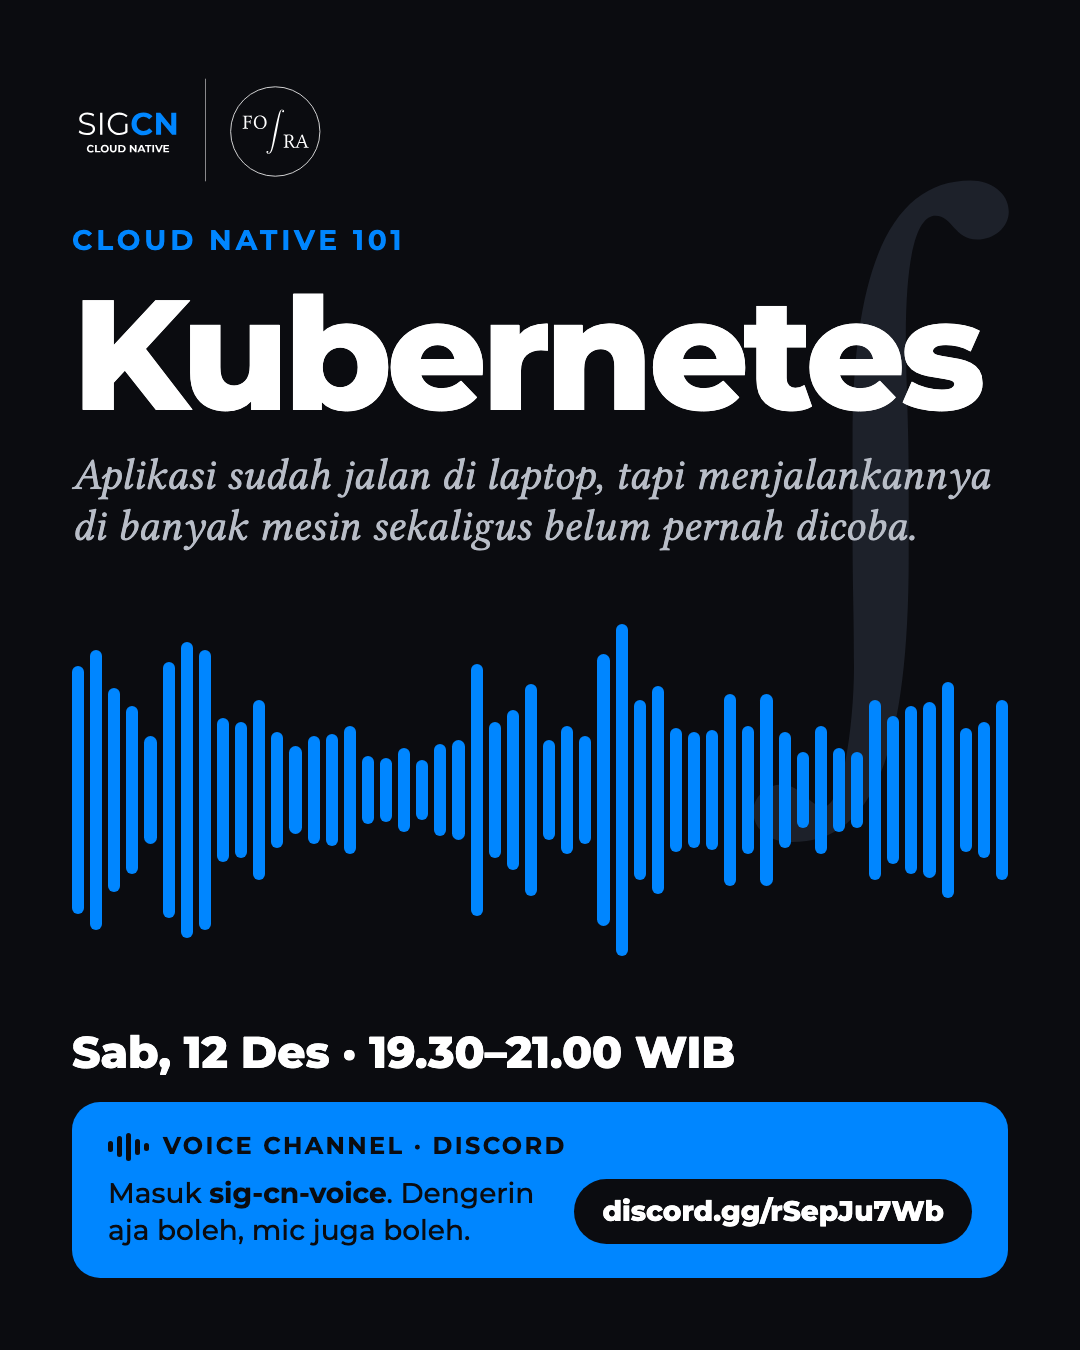 SIGCN
CLOUD NATIVE
FO
RA
CLOUD NATIVE 101
Kubernetes
Aplikasi sudah jalan di laptop, tapi menjalankannya
di banyak mesin sekaligus belum pernah dicoba.
Sab, 12 Des · 19.30–21.00 WIB
VOICE CHANNEL · DISCORD
Masuk sig-cn-voice. Dengerin
aja boleh, mic juga boleh.
discord.gg/rSepJu7Wb